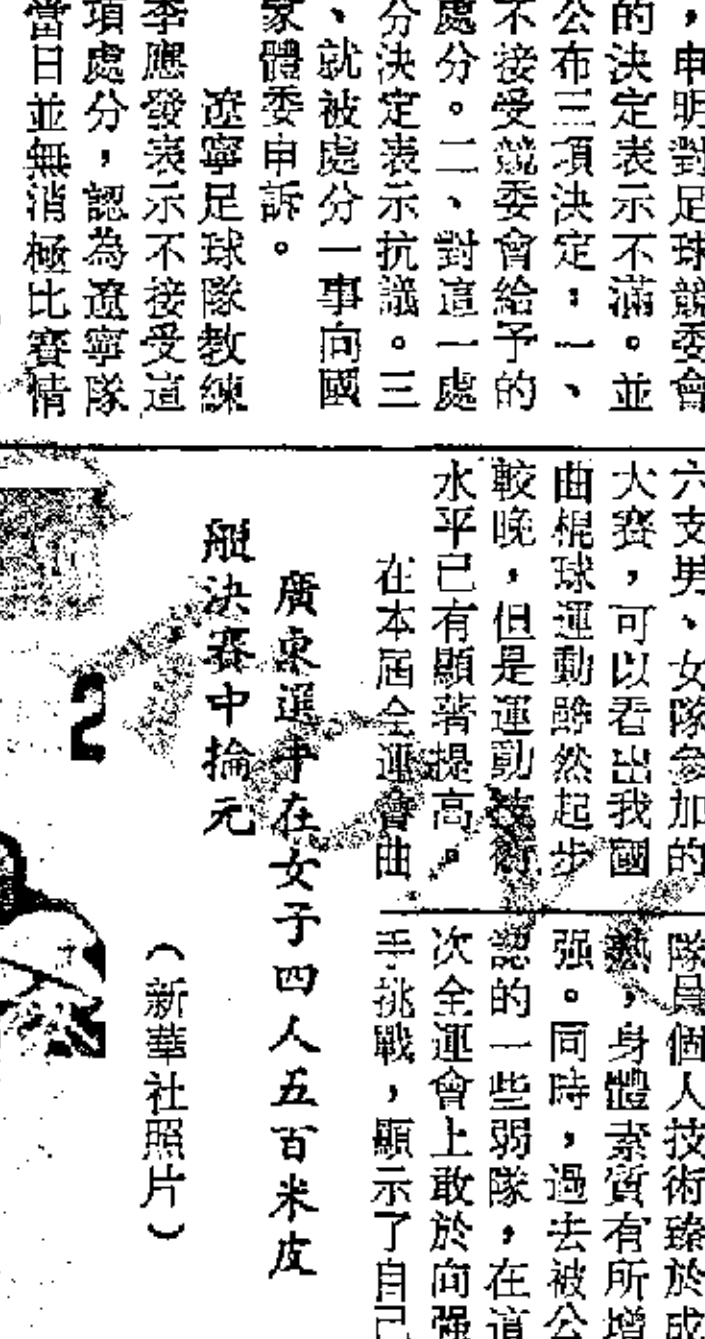 ，申明對足球競委會
的決定表示不滿。並
公布三項決定：一、
不接受競委會給予的
處分。二、對這一處
分決定表示抗議。三
、就被處分一事向國
家體委申訴。
遼寧足球隊教練
季應發表示不接受這
項處分，認為遼寧隊
當日並無消極比賽情
六支男、女隊參加的
大賽，可以看出我國
曲棍球運動雖然起步
較晚，但是運動技術
水平已有顯著提高。
在本屆全運會曲
隊員個人技術臻於成
熟，身體素質有所增
强。同時，過去被公
認的一些弱隊，在這
次全運會上敢於向强
手挑戰，顯示了自己
廣東選手在女子四人五百米皮
艇決賽中掄元
（新華社照片）
2